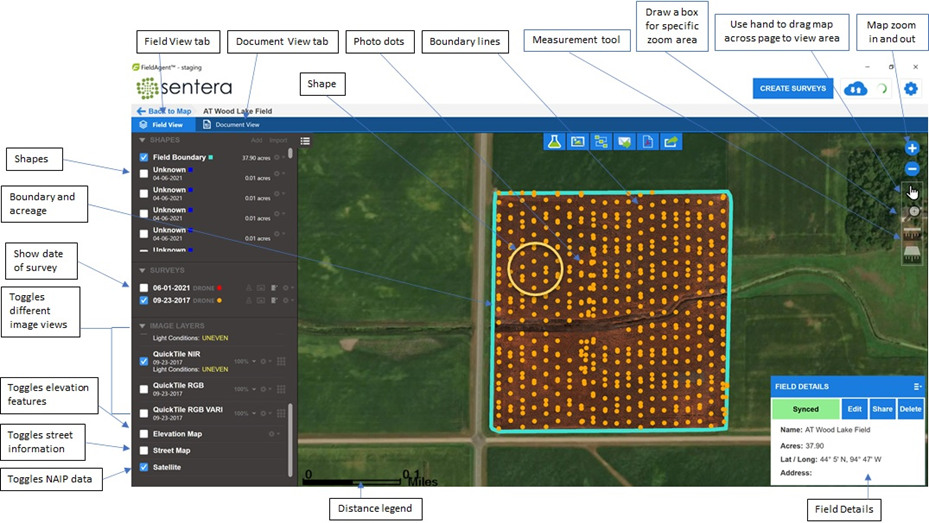 Field View tab
Document View tab
Photo dots
Boundary lines
Measurement tool
Draw a box
for specific
zoom area
Use hand to drag map
across page to view area
Map zoom
in and out
Shape
FieldAgent™ - staging
sentera
CREATE SURVEYS
Back to Map
AT Wood Lake Field
Field View
Document View
SHAPES
Add
Import
Field Boundary
37.90 acres
Unknown
04-06-2021
0.01 acres
Unknown
04-06-2021
0.01 acres
Unknown
04-06-2021
0.01 acres
Unknown
04-06-2021
0.01 acres
Unknown
SURVEYS
06-01-2021 DRONE
09-23-2017 DRONE
IMAGE LAYERS
Light Conditions: UNEVEN
QuickTile NIR
09-23-2017
100%
Light Conditions: UNEVEN
QuickTile RGB
09-23-2017
100%
QuickTile RGB VARI
09-23-2017
100%
Elevation Map
Street Map
Satellite
Shapes
Boundary and
acreage
Show date
of survey
Toggles
different
image views
Toggles elevation
features
Toggles street
information
Toggles NAIP data
0
0.1
Miles
Distance legend
FIELD DETAILS
Synced
Edit
Share
Delete
Name: AT Wood Lake Field
Acres: 37.90
Lat / Long: 44° 5' N, 94° 47' W
Address:
Field Details